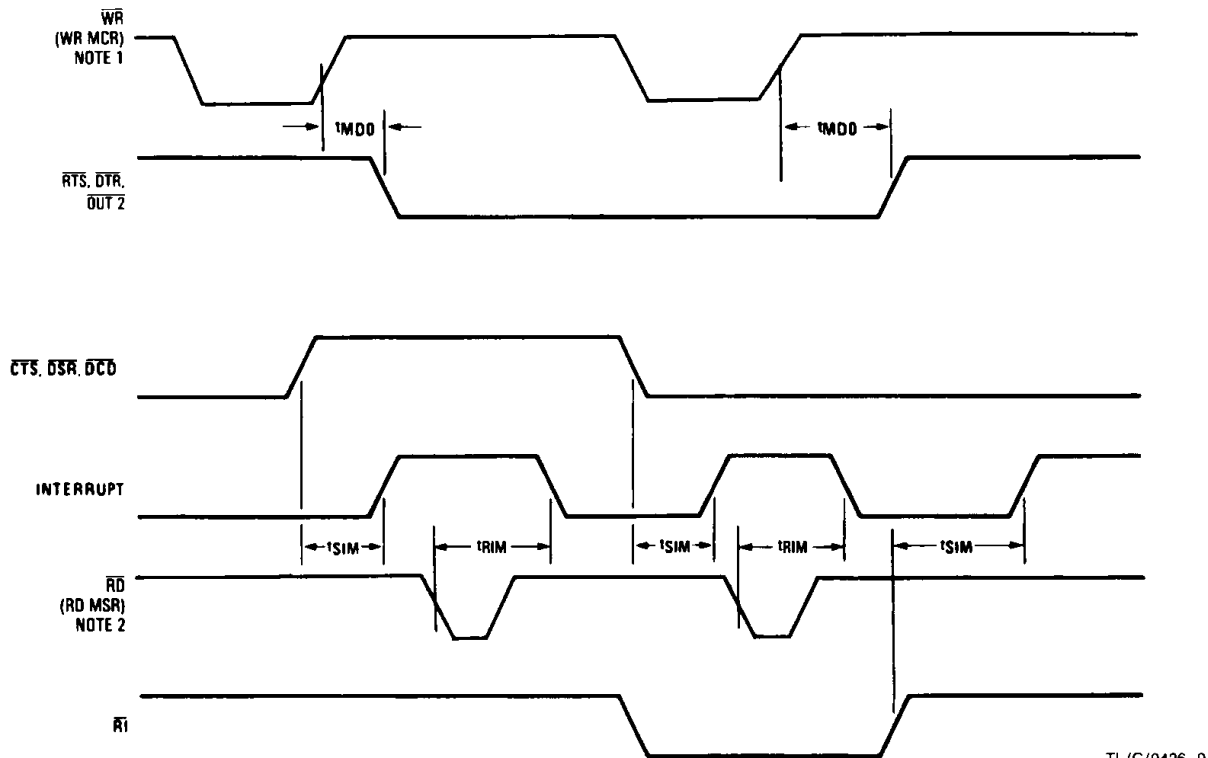 WR
(WR MCR)
NOTE 1
tMDO tMDO
RTS, DTR,
OUT 2
CTS, DSR, DCD
INTERRUPT
tSIM tRIM tSIM tRIM tSIM
RD
(RD MSR)
NOTE 2
RI